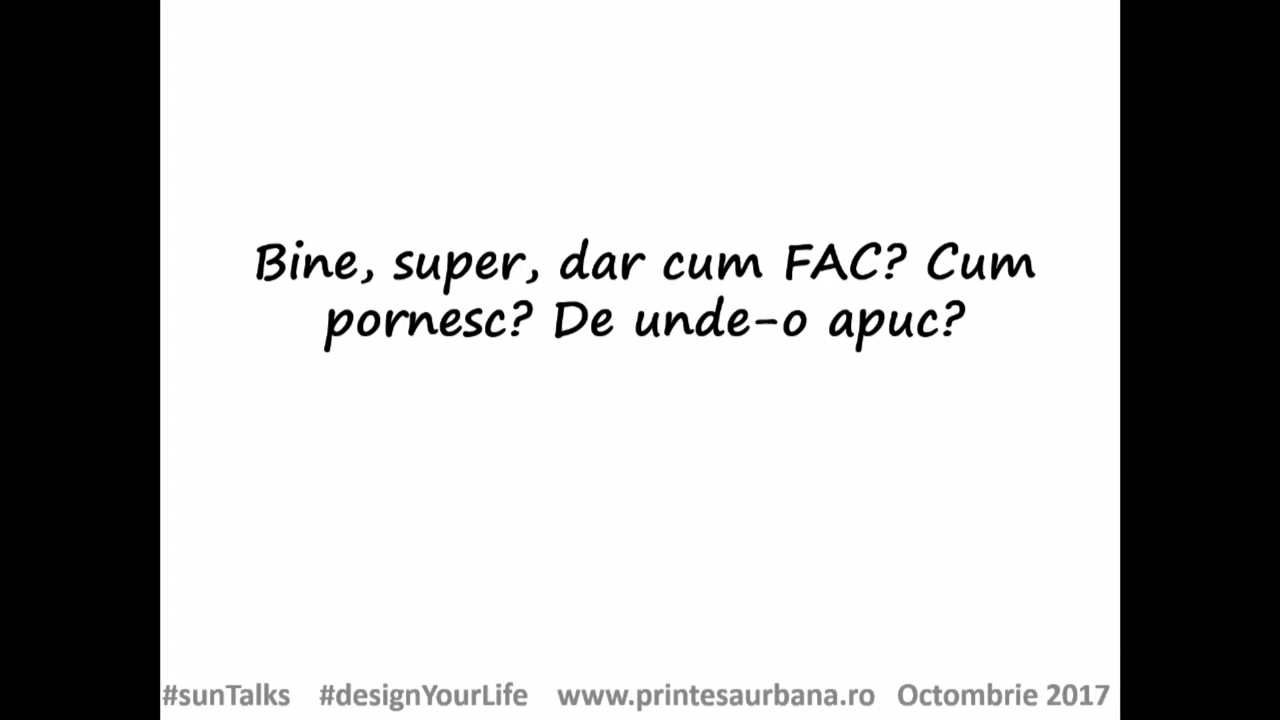 Bine, super, dar cum FAC? Cum
pornesc? De unde-o apuc?
#sunTalks #designYourLife www.printesaurbana.ro Octombrie 2017